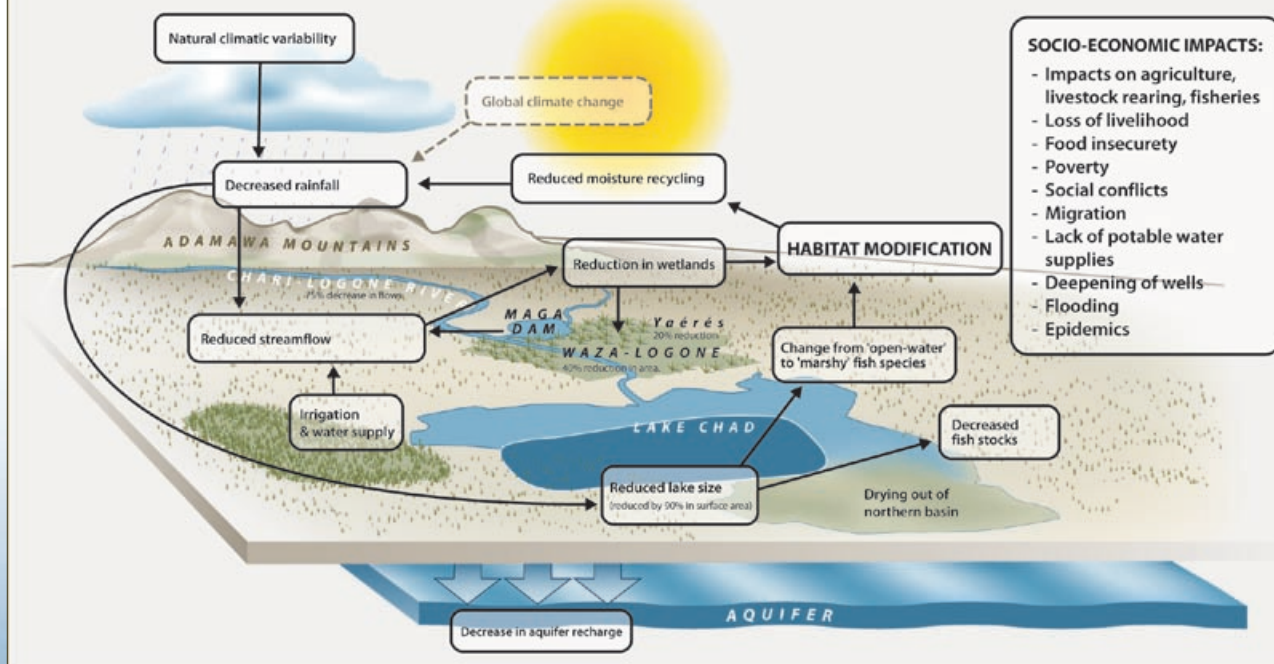 Natural climatic variability
Global climate change
Decreased rainfall
Reduced moisture recycling
ADAMAWA MOUNTAINS
HABITAT MODIFICATION
Reduction in wetlands
CHARI-LOGONE RIVER
75% decrease in flows.
MAGA
DAM
Yaérés
20% reduction
Reduced streamflow
WAZA-LOGONE
40% reduction in area.
Change from 'open-water'
to 'marshy' fish species
Irrigation
& water supply
LAKE CHAD
Decreased
fish stocks
Reduced lake size
(reduced by 90% in surface area)
Drying out of
northern basin
AQUIFER
Decrease in aquifer recharge
SOCIO-ECONOMIC IMPACTS:
- Impacts on agriculture,
livestock rearing, fisheries
- Loss of livelihood
- Food insecurety
- Poverty
- Social conflicts
- Migration
- Lack of potable water
supplies
- Deepening of wells
- Flooding
- Epidemics